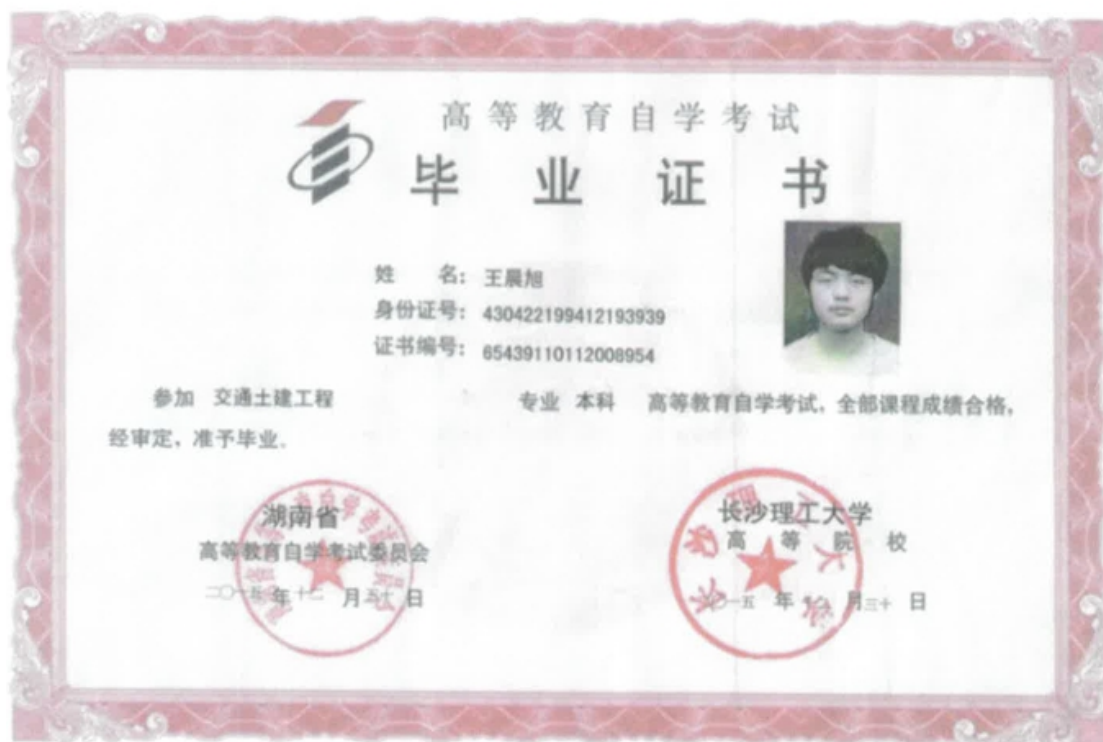 高等教育自学考试
毕业证书
姓 名: 王晨旭
身份证号: 430422199412193939
证书编号: 65439110112008954
参加 交通土建工程 专业 本科 高等教育自学考试, 全部课程成绩合格,
经审定, 准予毕业.
湖南省
高等教育自学考试委员会
二〇一五 年 十二 月 三十 日
长沙理工大学
高 等 院 校
一五 年 月 三十 日